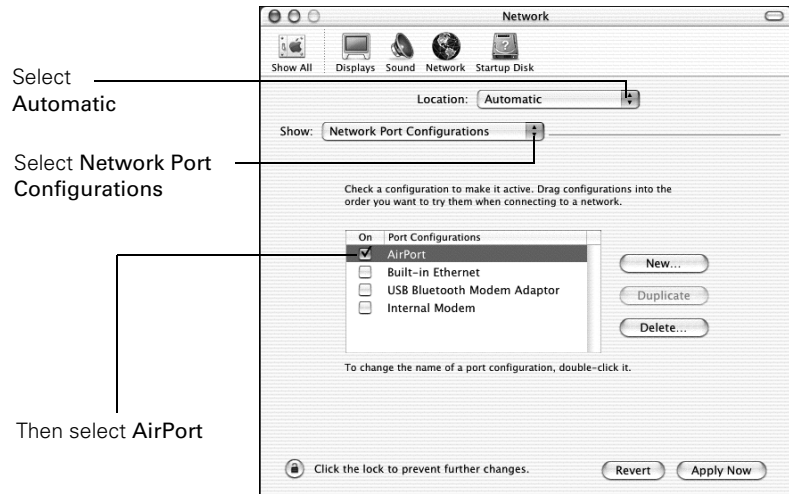 Network
Show All Displays Sound Network Startup Disk
Select
Automatic
Location: Automatic
Show: Network Port Configurations
Select Network Port
Configurations
Check a configuration to make it active. Drag configurations into the
order you want to try them when connecting to a network.
On Port Configurations
AirPort
Built-in Ethernet
USB Bluetooth Modem Adaptor
Internal Modem
New...
Duplicate
Delete...
To change the name of a port configuration, double-click it.
Then select AirPort
Click the lock to prevent further changes.
Revert Apply Now